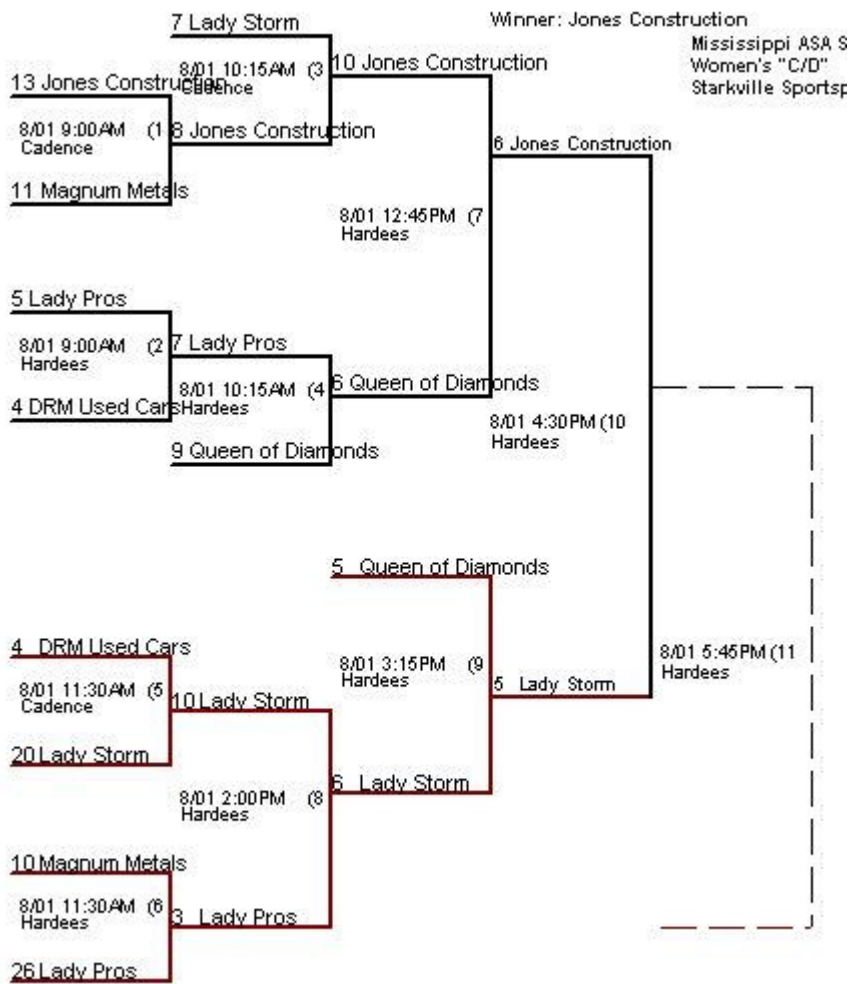 7 Lady Storm
Winner: Jones Construction
Mississippi ASA S
Women's "C/D"
Starkville Sportsp
8/01 10:15AM (3
Cadence
10 Jones Construction
13 Jones Construction
8/01 9:00AM (1
Cadence
8 Jones Construction
6 Jones Construction
11 Magnum Metals
8/01 12:45PM (7
Hardees
5 Lady Pros
8/01 9:00AM (2
Hardees
7 Lady Pros
8/01 10:15AM (4
Hardees
6 Queen of Diamonds
4 DRM Used Cars
8/01 4:30PM (10
Hardees
9 Queen of Diamonds
5 Queen of Diamonds
4 DRM Used Cars
8/01 3:15PM (9
Hardees
8/01 5:45PM (11
Hardees
8/01 11:30AM (5
Cadence
10 Lady Storm
5 Lady Storm
20 Lady Storm
8/01 2:00PM (8
Hardees
6 Lady Storm
10 Magnum Metals
8/01 11:30AM (6
Hardees
3 Lady Pros
26 Lady Pros